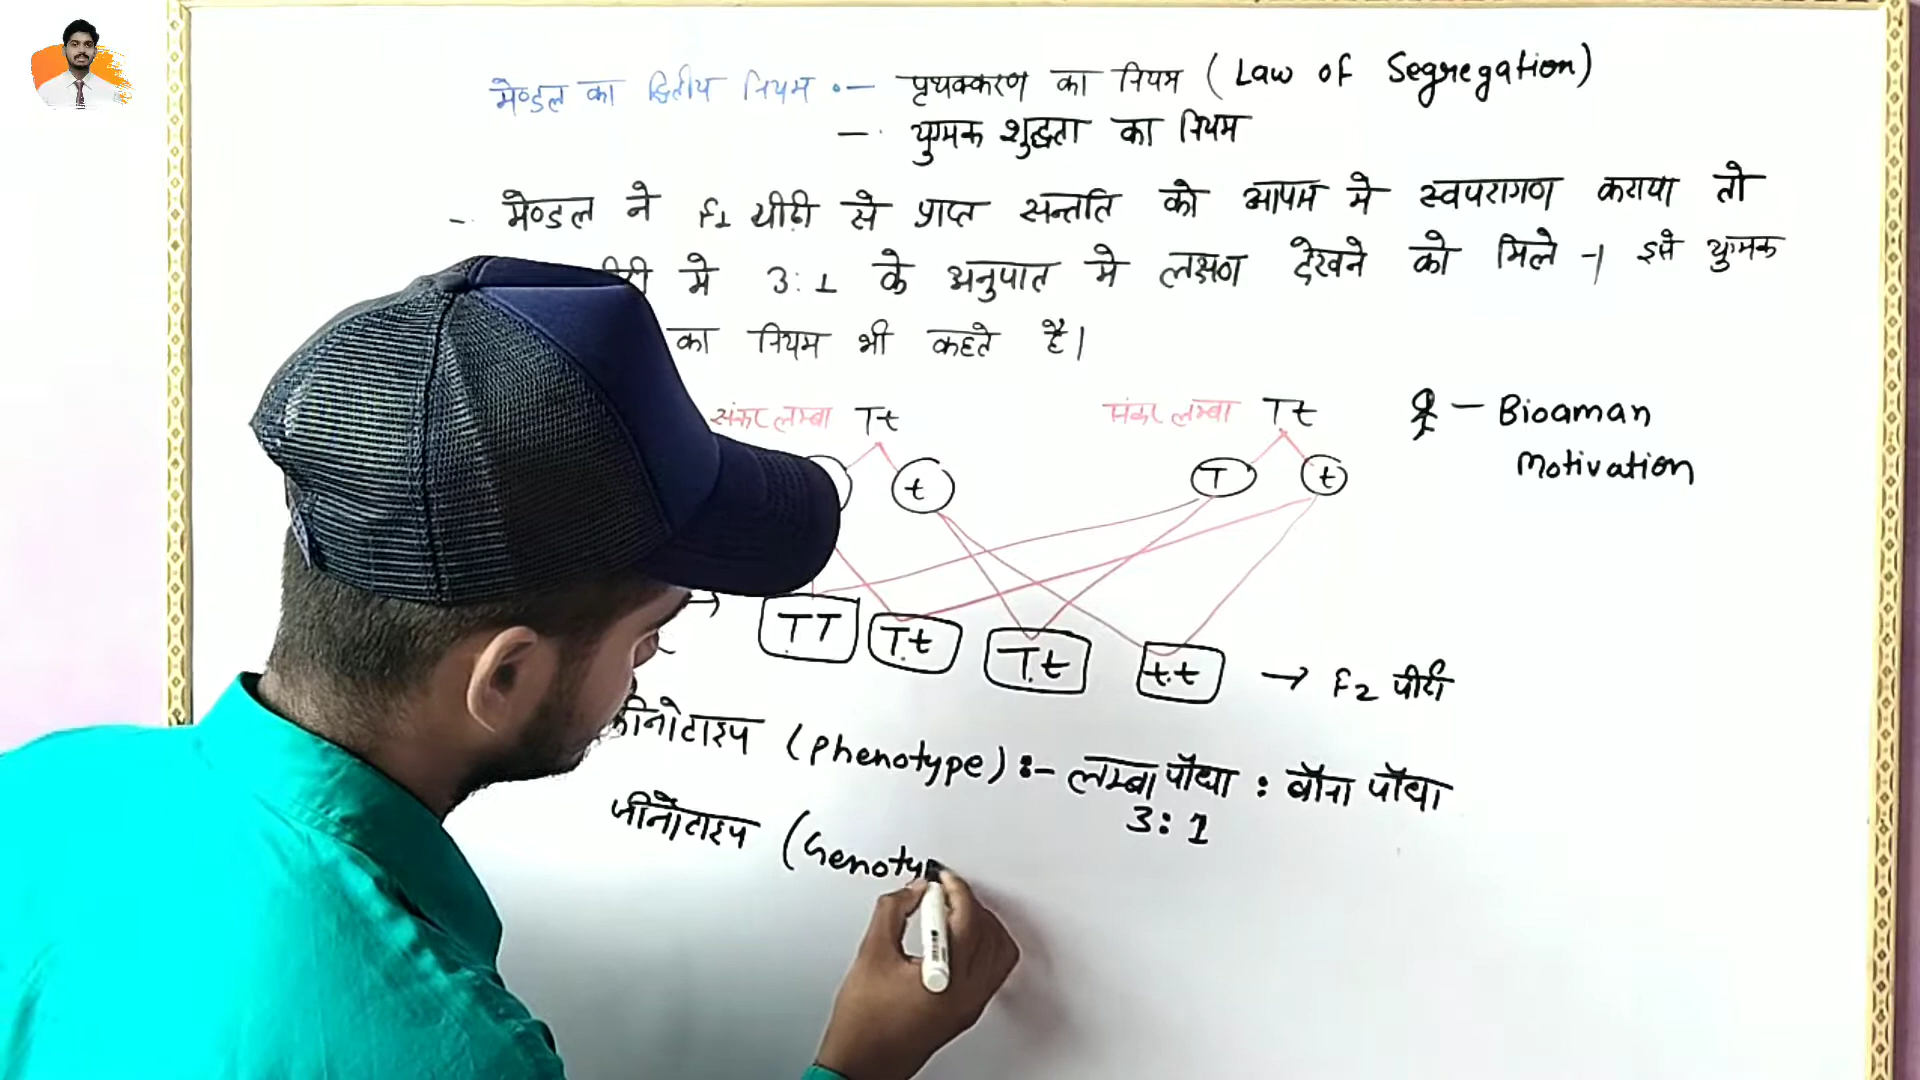 मेण्डल का द्वितीय नियम :— पृथक्करण का नियम (Law of Segregation)
— युग्मक शुद्धता का नियम
- मेण्डल ने F1 पीढी से प्राप्त सन्तति को आपस मे स्वपरागण कराया तो
मे 3:1 के अनुपात मे लक्षण देखने को मिले -| इसे युग्मक
का नियम भी कहते है।
संकर लम्बा Tt संकर लम्बा Tt
t T t
— Bioaman
Motivation
→ TT Tt Tt tt → F2 पीढी
फीनोटाइप (Phenotype) :- लम्बा पौधा : बौना पौधा
3:1
जीनोटाइप (Genoty